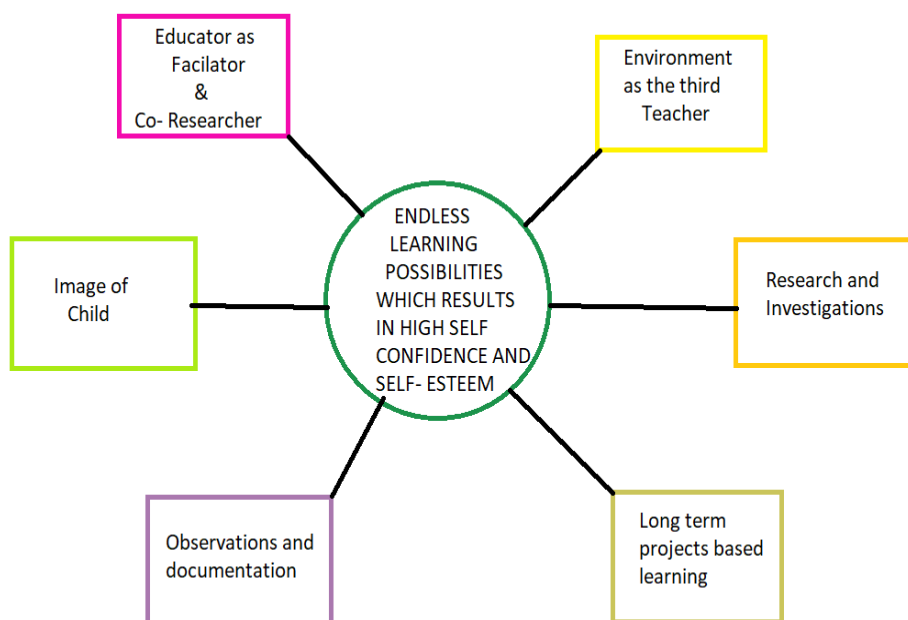 Educator as
Facilator
&
Co- Researcher
Environment
as the third
Teacher
Image of
Child
ENDLESS
LEARNING
POSSIBILITIES
WHICH RESULTS
IN HIGH SELF
CONFIDENCE AND
SELF- ESTEEM
Research and
Investigations
Observations and
documentation
Long term
projects based
learning